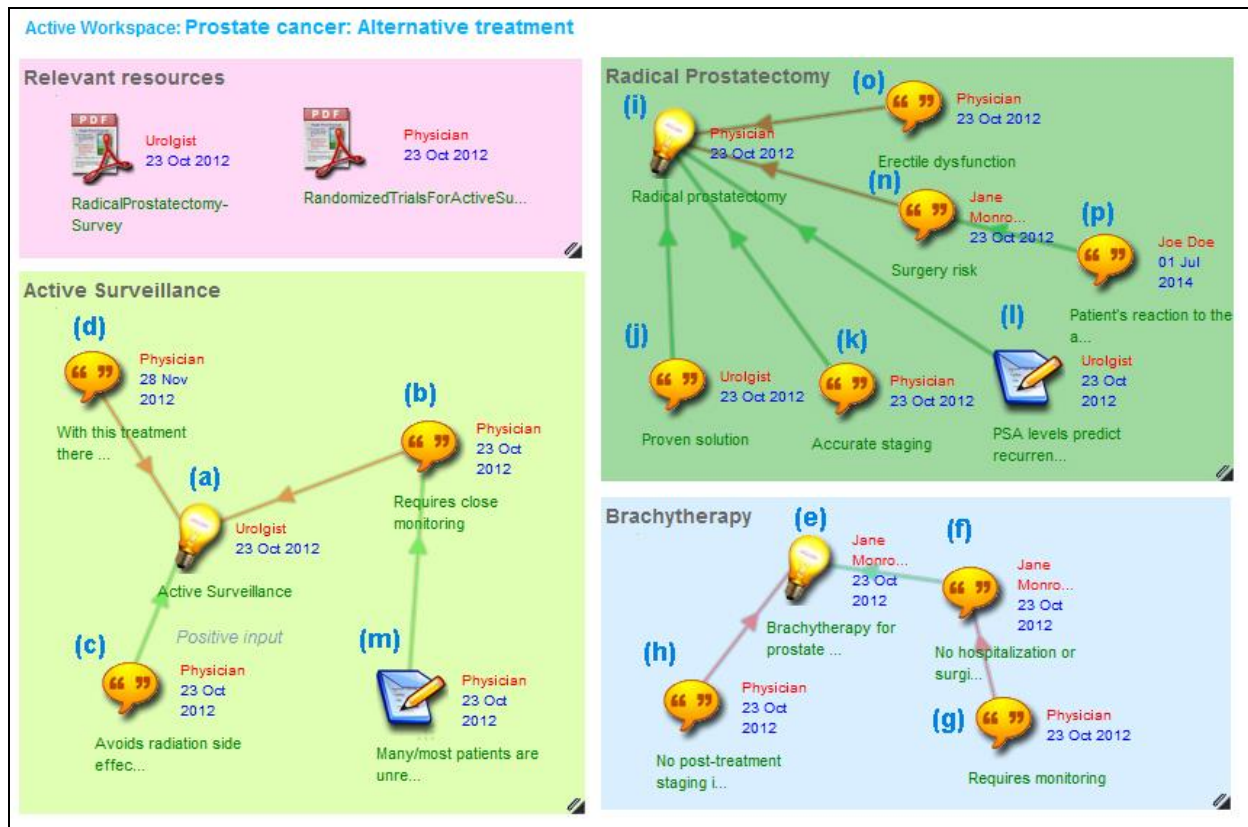 Active Workspace: Prostate cancer: Alternative treatment
Relevant resources
PDF
Urolgist
23 Oct 2012
RadicalProstatectomy-
Survey
PDF
Physician
23 Oct 2012
RandomizedTrialsForActiveSu...
Active Surveillance
(d)
Physician
28 Nov
2012
With this treatment
there ...
(b)
Physician
23 Oct
2012
Requires close
monitoring
(a)
Urolgist
23 Oct 2012
Active Surveillance
Positive input
(c)
Physician
23 Oct
2012
Avoids radiation side
effec...
(m)
Physician
23 Oct
2012
Many/most patients are
unre...
Radical Prostatectomy
(i)
Physician
23 Oct 2012
Radical prostatectomy
(o)
Physician
23 Oct 2012
Erectile dysfunction
(n)
Jane
Monro...
23 Oct 2012
Surgery risk
(p)
Joe Doe
01 Jul
2014
Patient's reaction to the
a...
(j)
Urolgist
23 Oct 2012
Proven solution
(k)
Physician
23 Oct 2012
Accurate staging
(l)
Urolgist
23 Oct
2012
PSA levels predict
recurren...
Brachytherapy
(e)
Jane
Monro...
23 Oct
2012
Brachytherapy for
prostate ...
(f)
Jane
Monro...
23 Oct
2012
No hospitalization or
surgi...
(h)
Physician
23 Oct
2012
No post-treatment
staging i...
(g)
Physician
23 Oct 2012
Requires monitoring